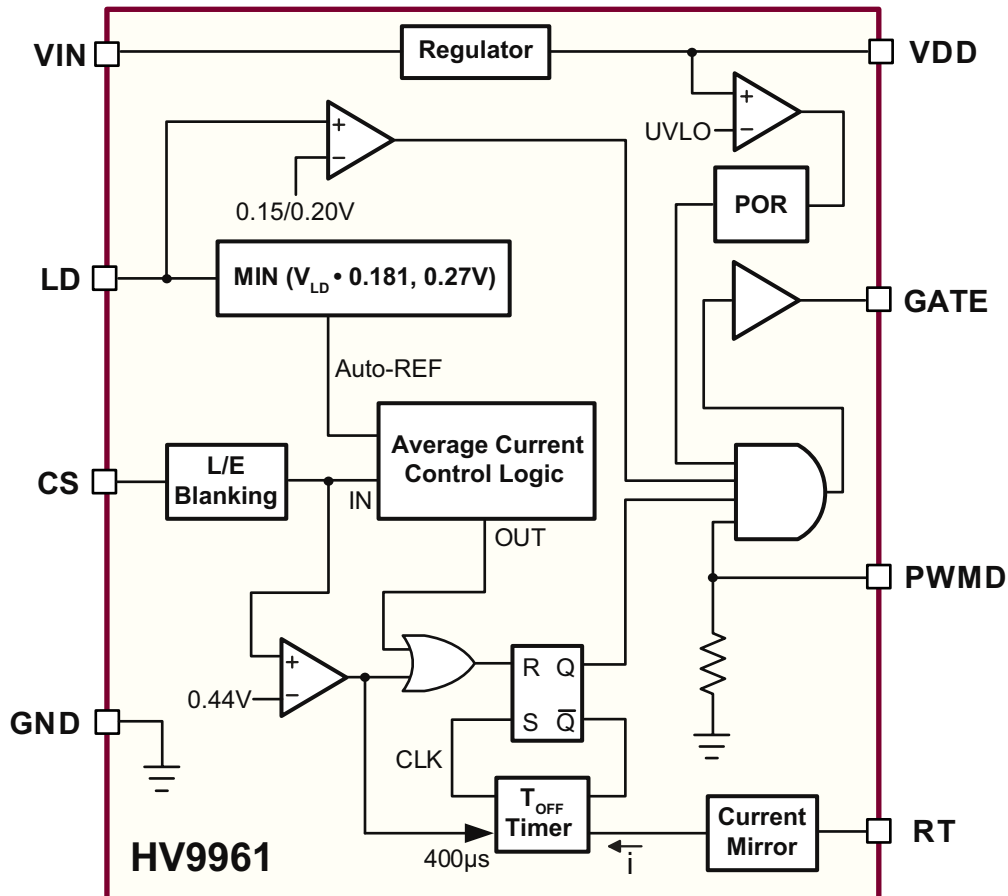 VIN
Regulator
VDD
+
−
UVLO
+
−
0.15/0.20V
POR
LD
MIN (VLD • 0.181, 0.27V)
GATE
Auto-REF
Average Current
Control Logic
CS
L/E
Blanking
IN
OUT
PWMD
+
−
0.44V
R Q
S Q̅
GND
CLK
TOFF
Timer
400µs
i
Current
Mirror
RT
HV9961